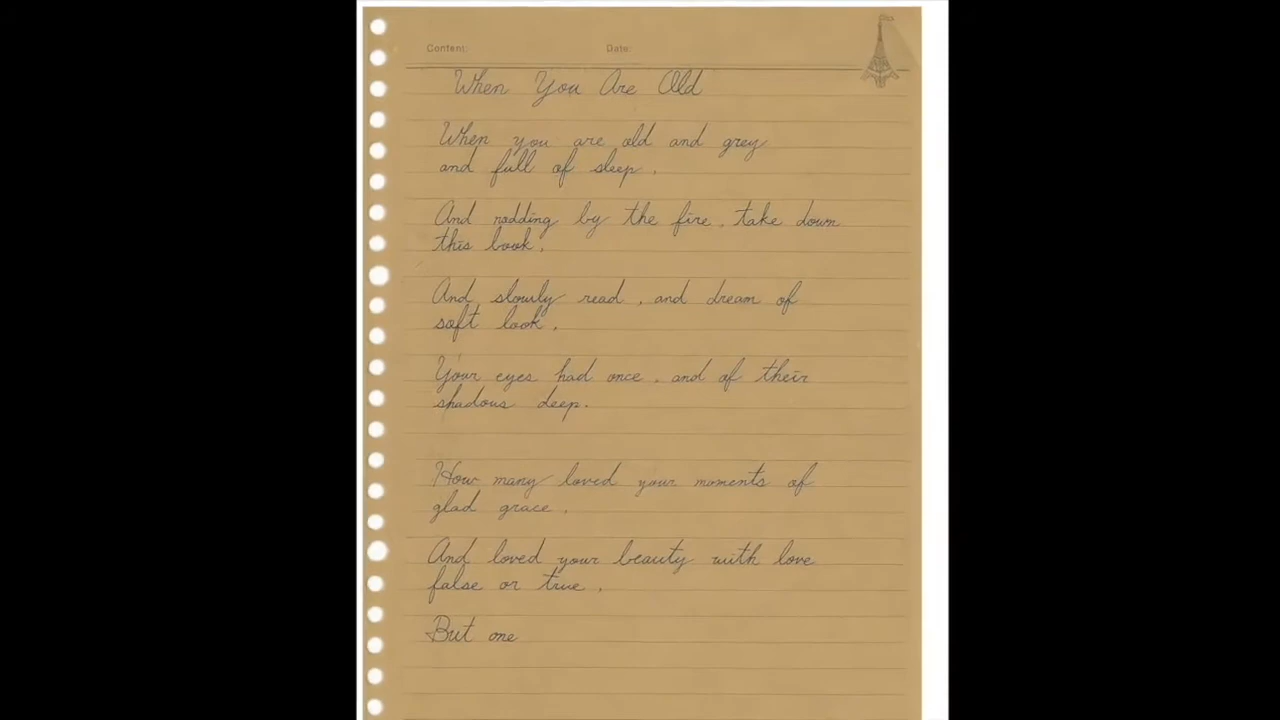 Content: Date:
When You Are Old
When you are old and grey
and full of sleep,
And nodding by the fire, take down
this book,
And slowly read, and dream of
soft look,
Your eyes had once, and of their
shadows deep.
How many loved your moments of
glad grace,
And loved your beauty with love
false or true,
But one